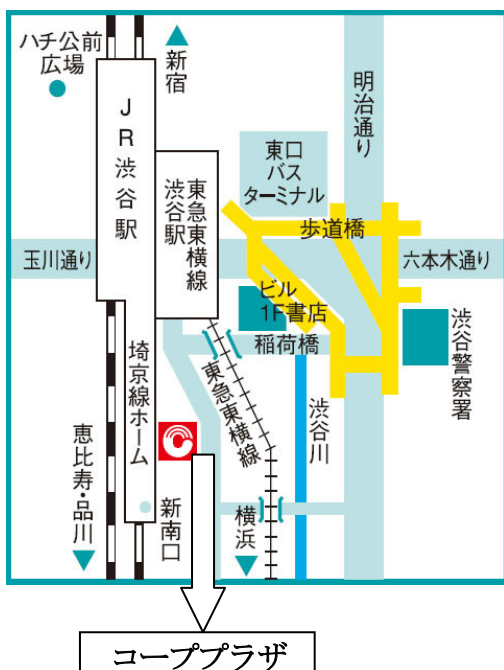 ハチ公前
広場
新宿
明治通り
JR渋谷駅
東急東横線
渋谷駅
東口
バス
ターミナル
歩道橋
玉川通り
六本木通り
ビル
1F書店
稲荷橋
渋谷警察署
埼京線ホーム
東急東横線
渋谷川
恵比寿・品川
新南口
横浜
コーププラザ